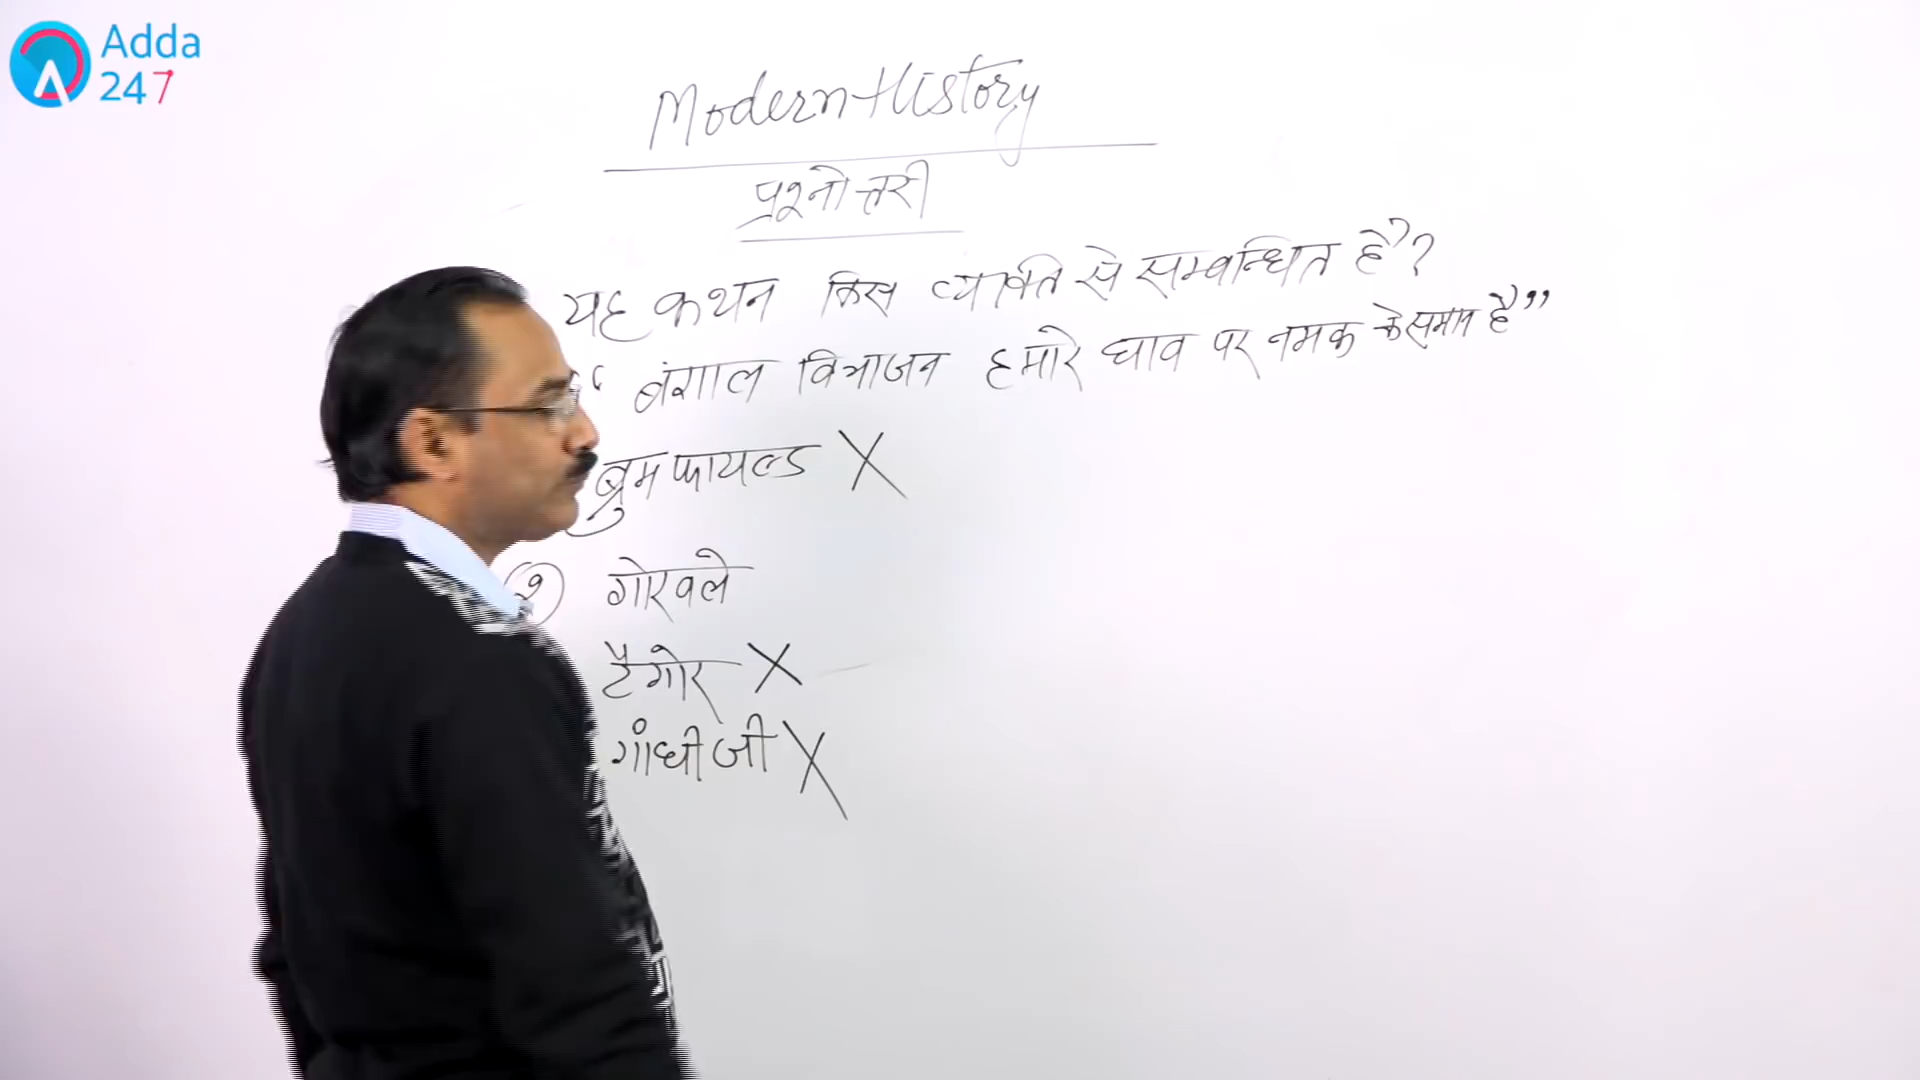 Adda
247
Modern History
प्रश्नोत्तरी
यह कथन किस व्यक्ति से सम्बन्धित है?
“ बंगाल विभाजन हमारे घाव पर नमक के समान है”
ब्रुमफायल्ड X
2 गोखले
टैगोर X
गांधी जी X